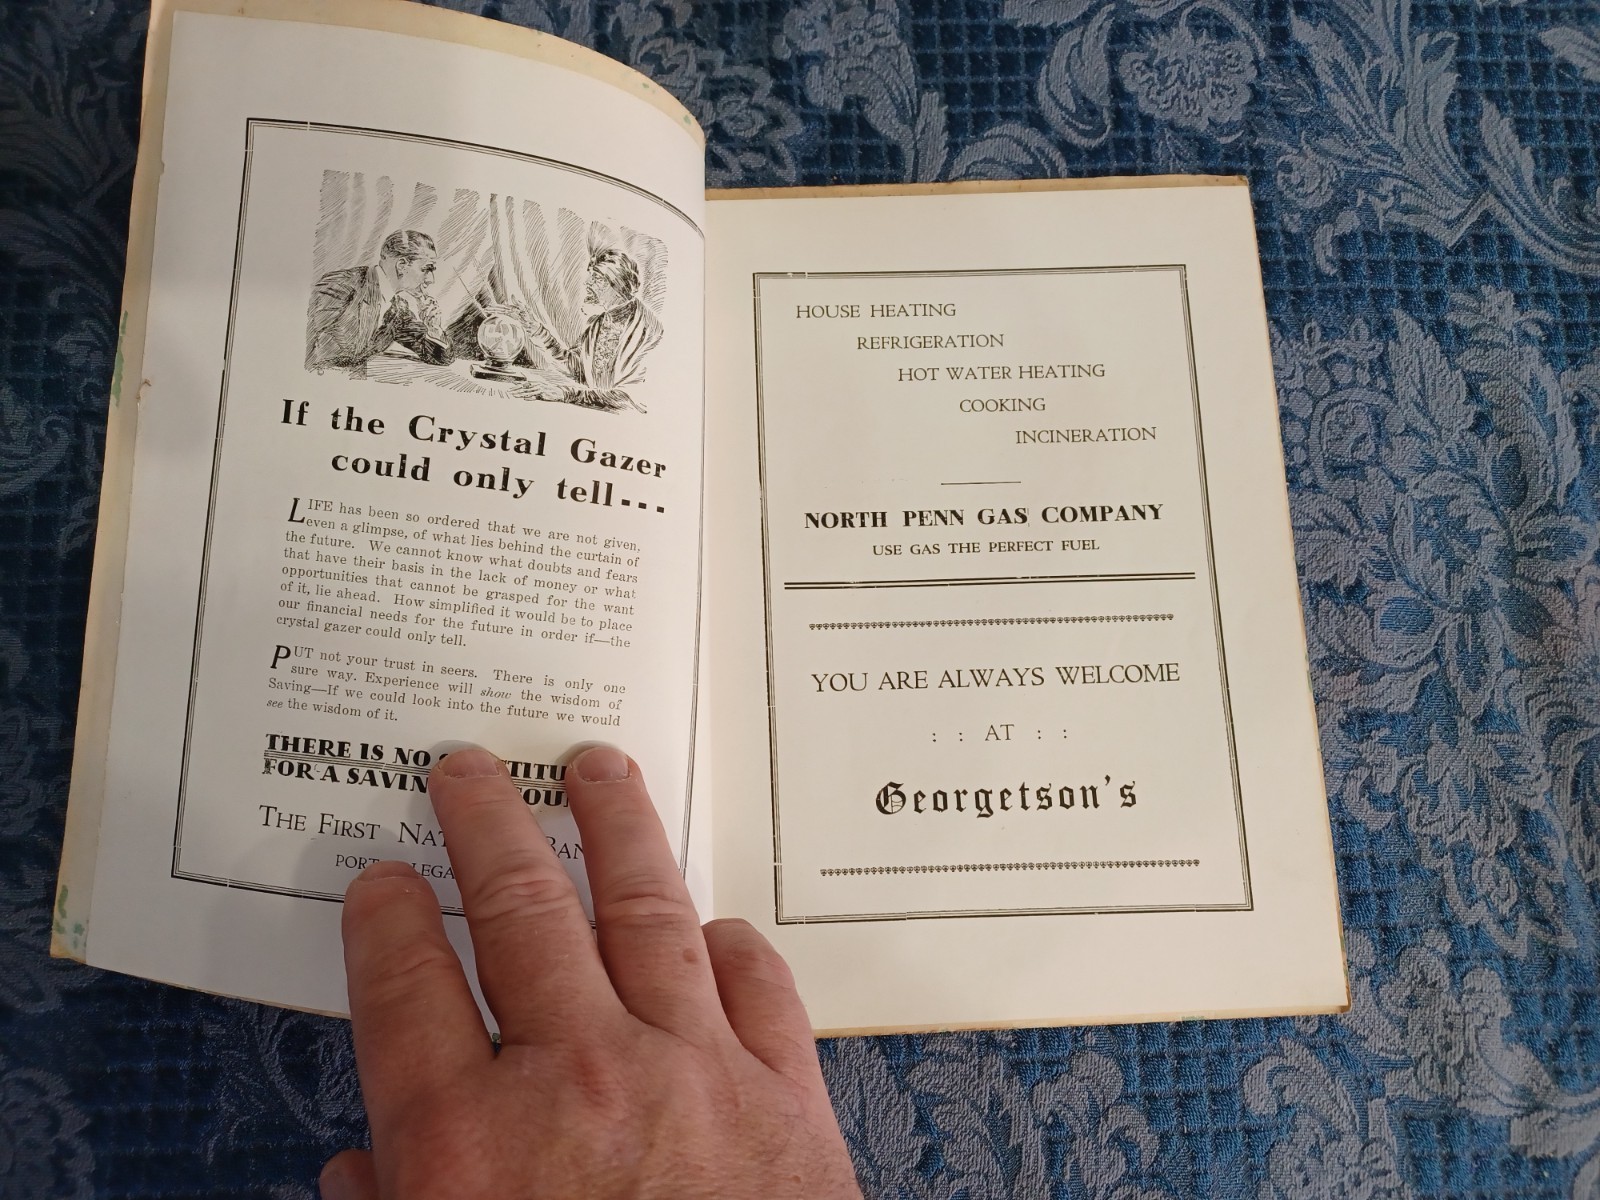 If the Crystal Gazer
could only tell---
LIFE has been so ordered that we are not given,
even a glimpse, of what lies behind the curtain of
the future. We cannot know what doubts and fears
that have their basis in the lack of money or what
opportunities that cannot be grasped for the want
of it, lie ahead. How simplified it would be to place
our financial needs for the future in order if—the
crystal gazer could only tell.
PUT not your trust in seers. There is only one
sure way. Experience will show the wisdom of
Saving—If we could look into the future we would
see the wisdom of it.
THERE IS NO
FOR A
THE FIRST
HOUSE HEATING
REFRIGERATION
HOT WATER HEATING
COOKING
INCINERATION
NORTH PENN GAS COMPANY
USE GAS THE PERFECT FUEL
YOU ARE ALWAYS WELCOME
: : AT : :
Georgetson's